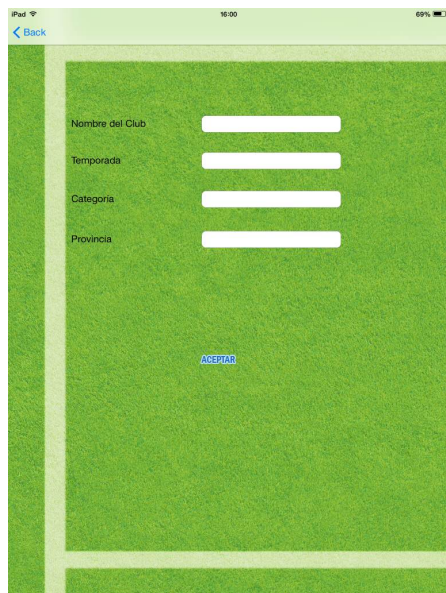 iPad 16:00 69%
Back
Nombre del Club
Temporada
Categoria
Provincia
ACEPTAR